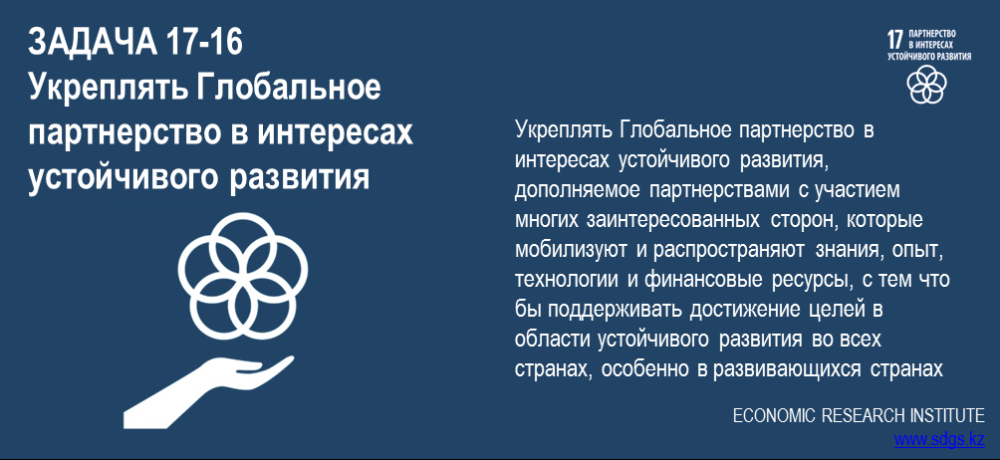 ЗАДАЧА 17-16
Укреплять Глобальное
партнерство в интересах
устойчивого развития
17 ПАРТНЕРСТВО
В ИНТЕРЕСАХ
УСТОЙЧИВОГО РАЗВИТИЯ
Укреплять Глобальное партнерство в
интересах устойчивого развития,
дополняемое партнерствами с участием
многих заинтересованных сторон, которые
мобилизуют и распространяют знания, опыт,
технологии и финансовые ресурсы, с тем что
бы поддерживать достижение целей в
области устойчивого развития во всех
странах, особенно в развивающихся странах
ECONOMIC RESEARCH INSTITUTE
www.sdgs.kz